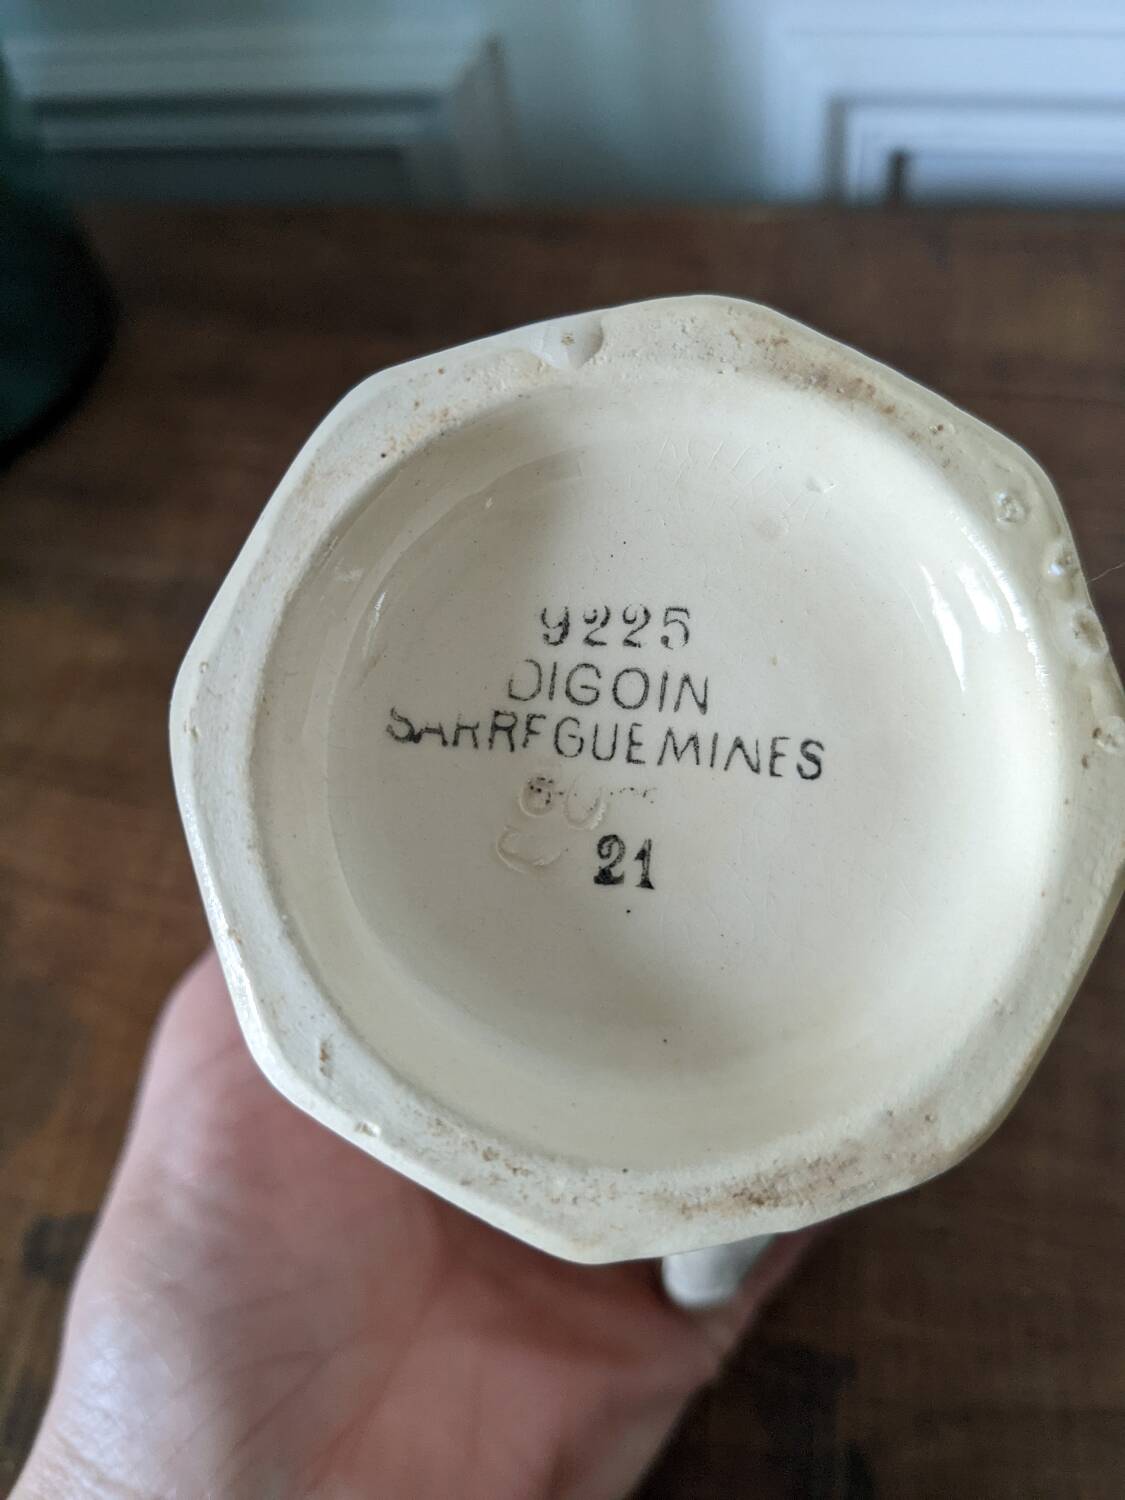 9225
DIGOIN
SARREGUEMINES
21